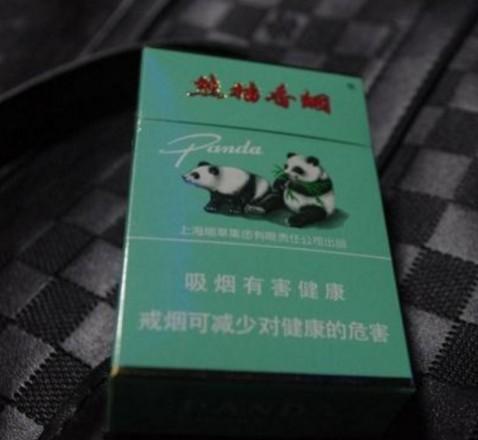 熊猫香烟
Panda
上海烟草集团有限责任公司出品
吸烟有害健康
戒烟可减少对健康的危害
PANDA